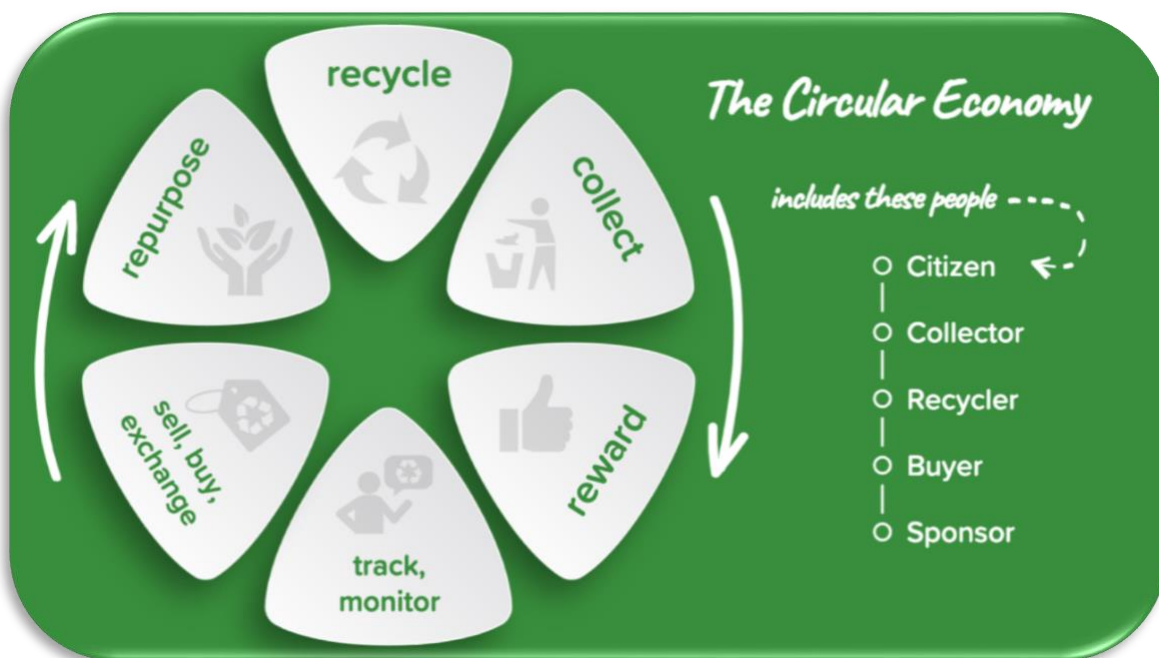 recycle
collect
reward
track,
monitor
sell, buy,
exchange
repurpose
The Circular Economy
includes these people
Citizen
Collector
Recycler
Buyer
Sponsor